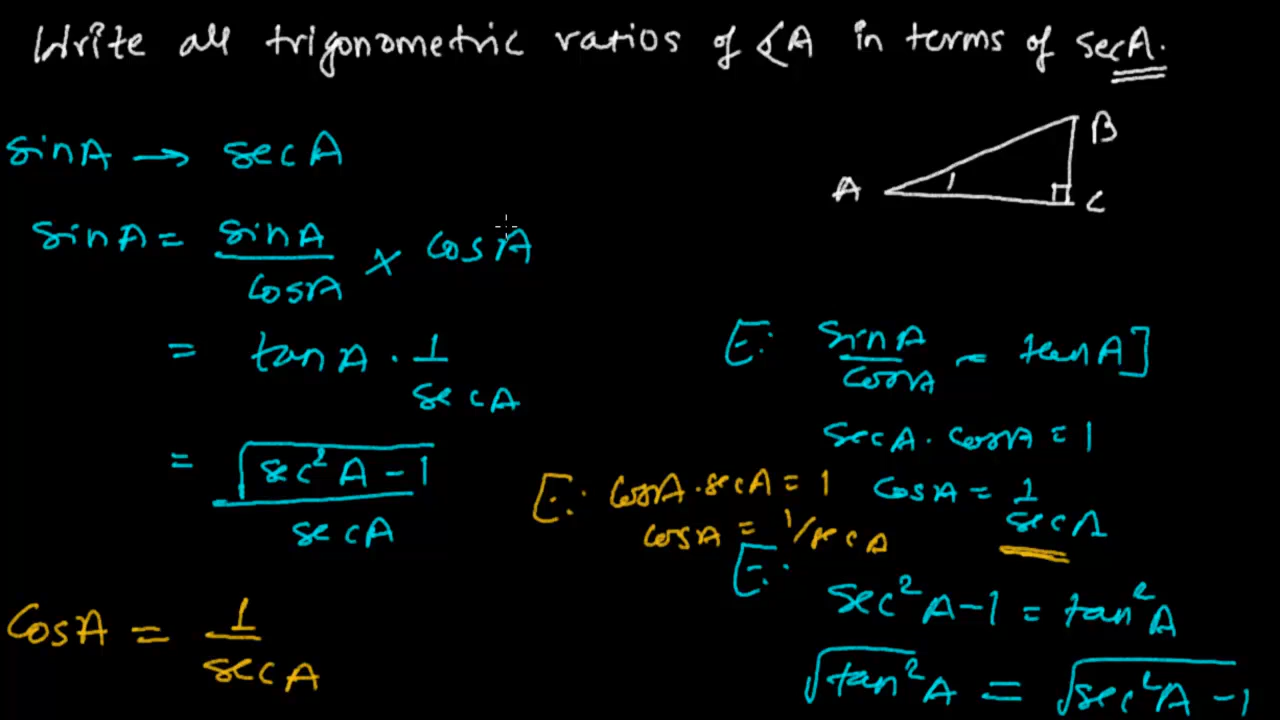 Write all trigonometric ratios of ∢A in terms of secA.
A
B
C
sinA → secA
sinA = sinA/cosA × cosA
= tanA · 1/secA
= √(sec²A - 1)/secA
cosA = 1/secA
[∵ sinA/cosA = tanA]
secA · cosA = 1
cosA = 1/secA
[∵ cosA · secA = 1
cosA = 1/secA
[∵
sec²A - 1 = tan²A
√tan²A = √sec²A - 1